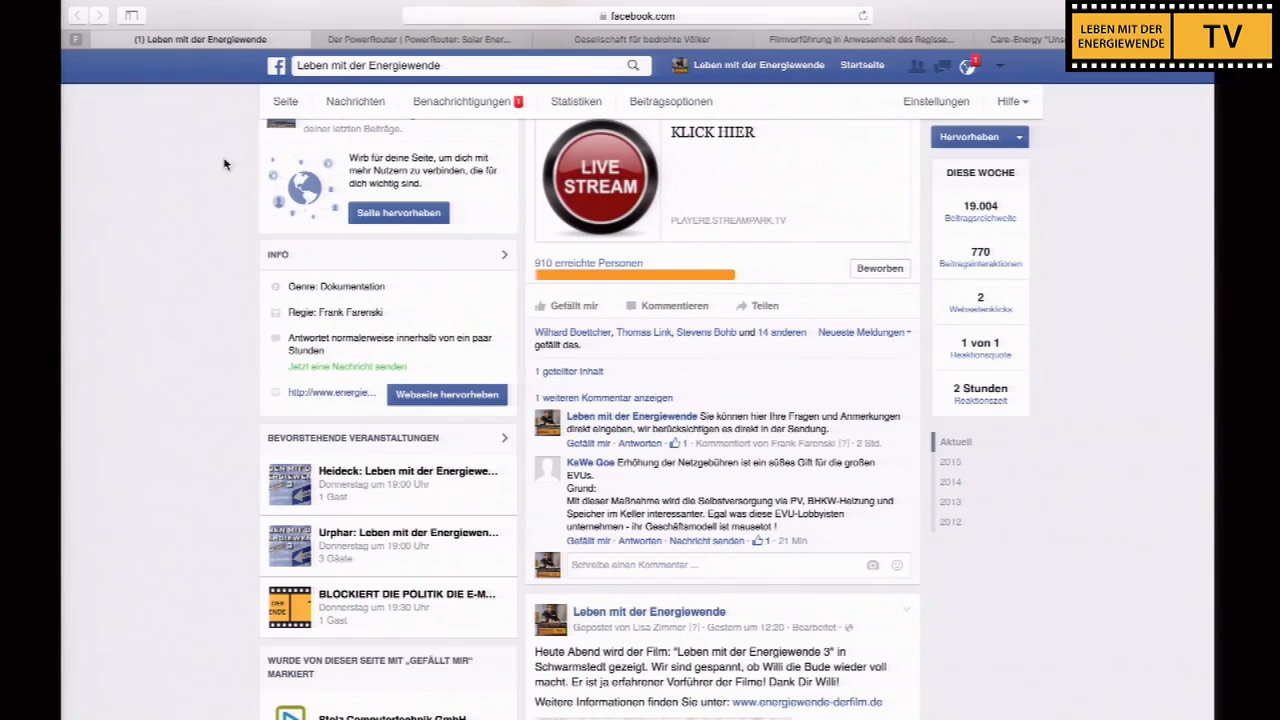 facebook.com
(1) Leben mit der Energiewende
Der PowerRouter | PowerRouter: Solar Ener...
Gesellschaft für bedrohte Völker
Filmvorführung in Anwesenheit des Regisse...
Care-Energy "Uns
LEBEN MIT DER
ENERGIEWENDE
TV
Leben mit der Energiewende
Leben mit der Energiewende
Startseite
1
Seite
Nachrichten
Benachrichtigungen 1
Statistiken
Beitragsoptionen
Einstellungen
Hilfe
deiner letzten Beiträge.
Wirb für deine Seite, um dich mit
mehr Nutzern zu verbinden, die für
dich wichtig sind.
Seite hervorheben
INFO
Genre: Dokumentation
Regie: Frank Farenski
Antwortet normalerweise innerhalb von ein paar
Stunden
Jetzt eine Nachricht senden
http://www.energie...
Webseite hervorheben
BEVORSTEHENDE VERANSTALTUNGEN
Heideck: Leben mit der Energiewe...
Donnerstag um 19:00 Uhr
1 Gast
Urphar: Leben mit der Energiewen...
Donnerstag um 19:00 Uhr
3 Gäste
BLOCKIERT DIE POLITIK DIE E-M...
Donnerstag um 19:30 Uhr
1 Gast
WURDE VON DIESER SEITE MIT „GEFÄLLT MIR“
MARKIERT
Stolz Computertechnik GmbH
LIVE
STREAM
KLICK HIER
PLAYER2.STREAMPARK.TV
910 erreichte Personen
Beworben
Gefällt mir
Kommentieren
Teilen
Wilhard Boettcher, Thomas Link, Stevens Bohb und 14 anderen
gefällt das.
Neueste Meldungen
1 geteilter Inhalt
1 weiteren Kommentar anzeigen
Leben mit der Energiewende Sie können hier Ihre Fragen und Anmerkungen
direkt eingeben, wir berücksichtigen es direkt in der Sendung.
Gefällt mir · Antworten · 1 · Kommentiert von Frank Farenski [?] · 2 Std.
KaWe Goe Erhöhung der Netzgebühren ist ein süßes Gift für die großen
EVUs.
Grund:
Mit dieser Maßnahme wird die Selbstversorgung via PV, BHKW-Heizung und
Speicher im Keller interessanter. Egal was diese EVU-Lobbyisten
unternehmen - ihr Geschäftsmodell ist mausetot !
Gefällt mir · Antworten · Nachricht senden · 1 · 21 Min
Schreibe einen Kommentar ...
Leben mit der Energiewende
Gepostet von Lisa Zimmer [?] · Gestern um 12:20 · Bearbeitet ·
Heute Abend wird der Film: "Leben mit der Energiewende 3" in
Schwarmstedt gezeigt. Wir sind gespannt, ob Willi die Bude wieder voll
macht. Er ist ja erfahrener Vorführer der Filme! Dank Dir Willi!
Weitere Informationen finden Sie unter: www.energiewende-derfilm.de
Hervorheben
DIESE WOCHE
19.004
Beitragsreichweite
770
Beitragsinteraktionen
2
Webseitenklicks
1 von 1
Reaktionsquote
2 Stunden
Reaktionszeit
Aktuell
2015
2014
2013
2012